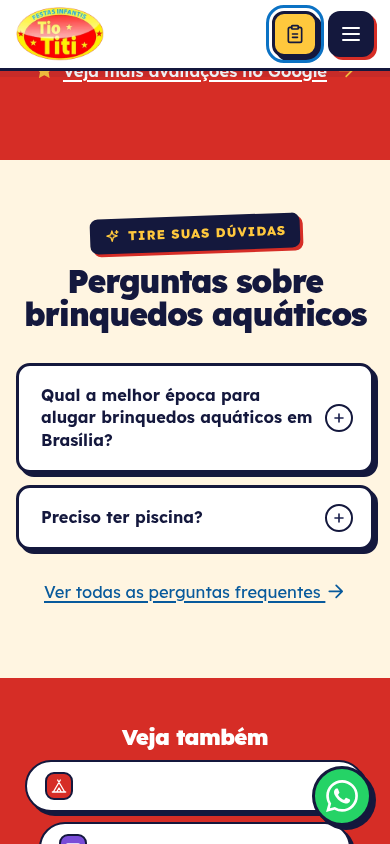 FESTAS INFANTIS
Tio
Titi
Veja mais avaliações no Google
TIRE SUAS DÚVIDAS
Perguntas sobre
brinquedos aquáticos
Qual a melhor época para
alugar brinquedos aquáticos em
Brasília?
Preciso ter piscina?
Ver todas as perguntas frequentes
Veja também